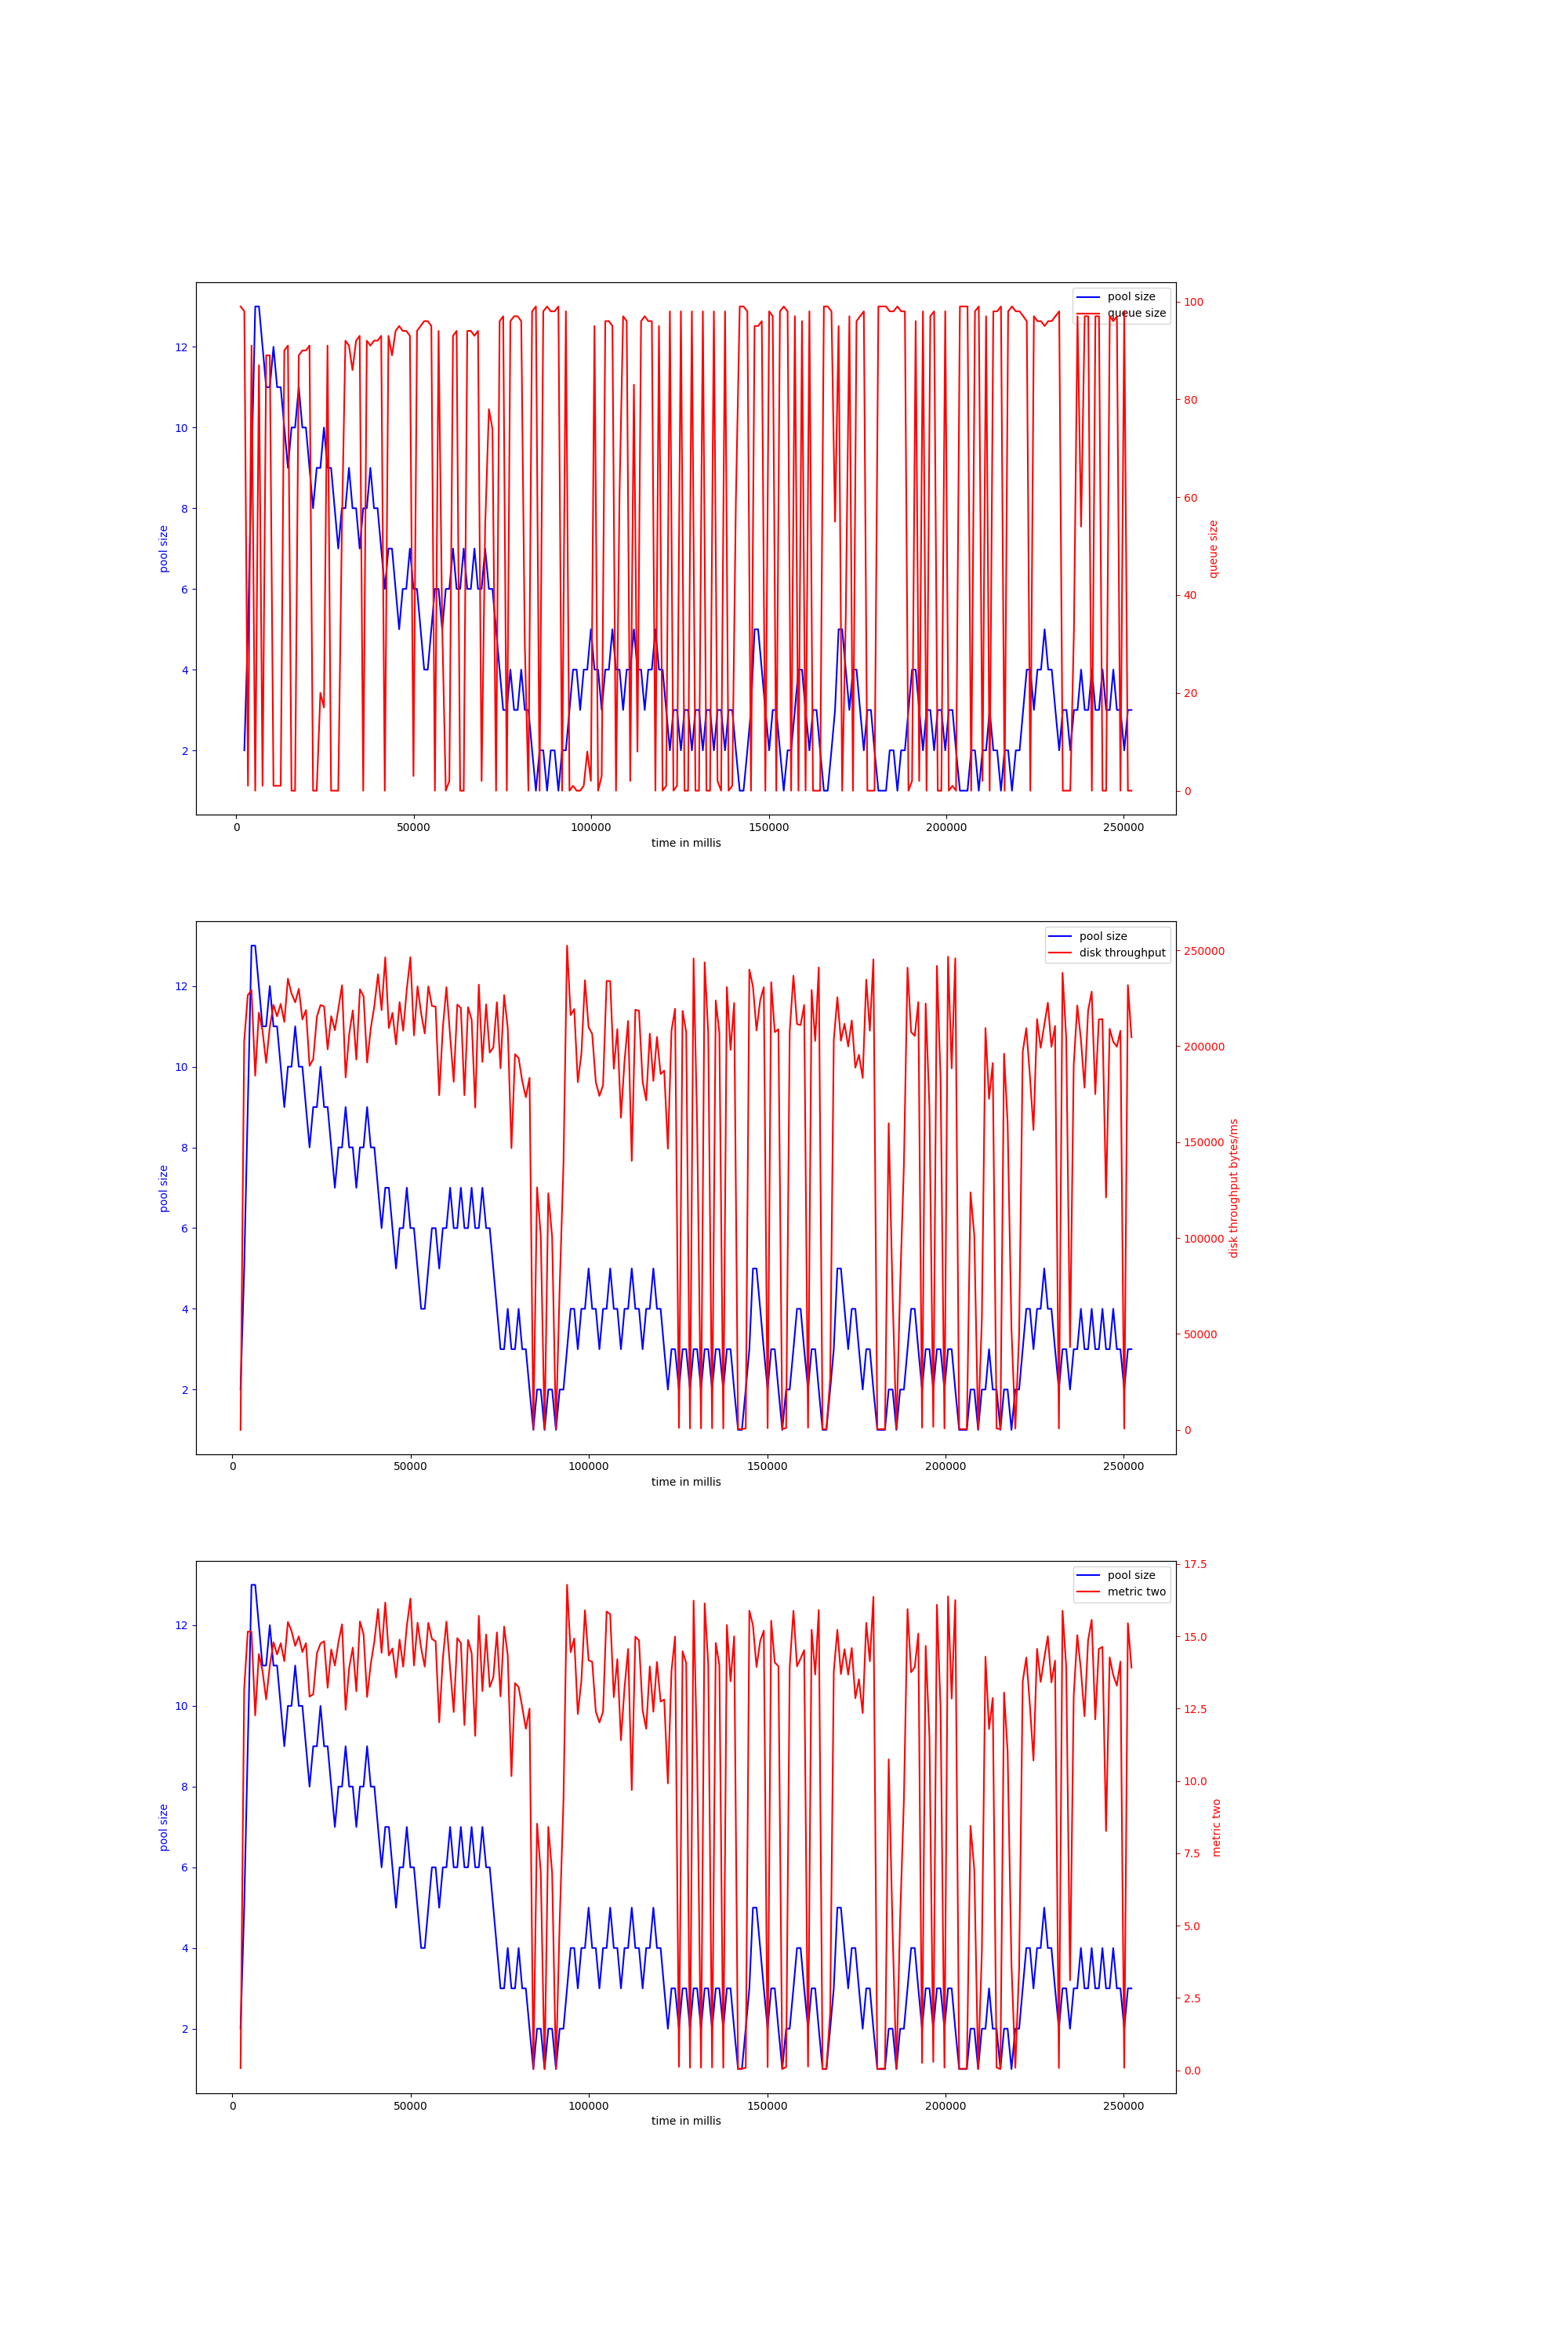 pool size
queue size
12
10
8
6
4
2
pool size
100
80
60
40
20
0
queue size
0 50000 100000 150000 200000 250000
time in millis
pool size
disk throughput
12
10
8
6
4
2
pool size
250000
200000
150000
100000
50000
0
disk throughput bytes/ms
0 50000 100000 150000 200000 250000
time in millis
pool size
metric two
12
10
8
6
4
2
pool size
17.5
15.0
12.5
10.0
7.5
5.0
2.5
0.0
metric two
0 50000 100000 150000 200000 250000
time in millis